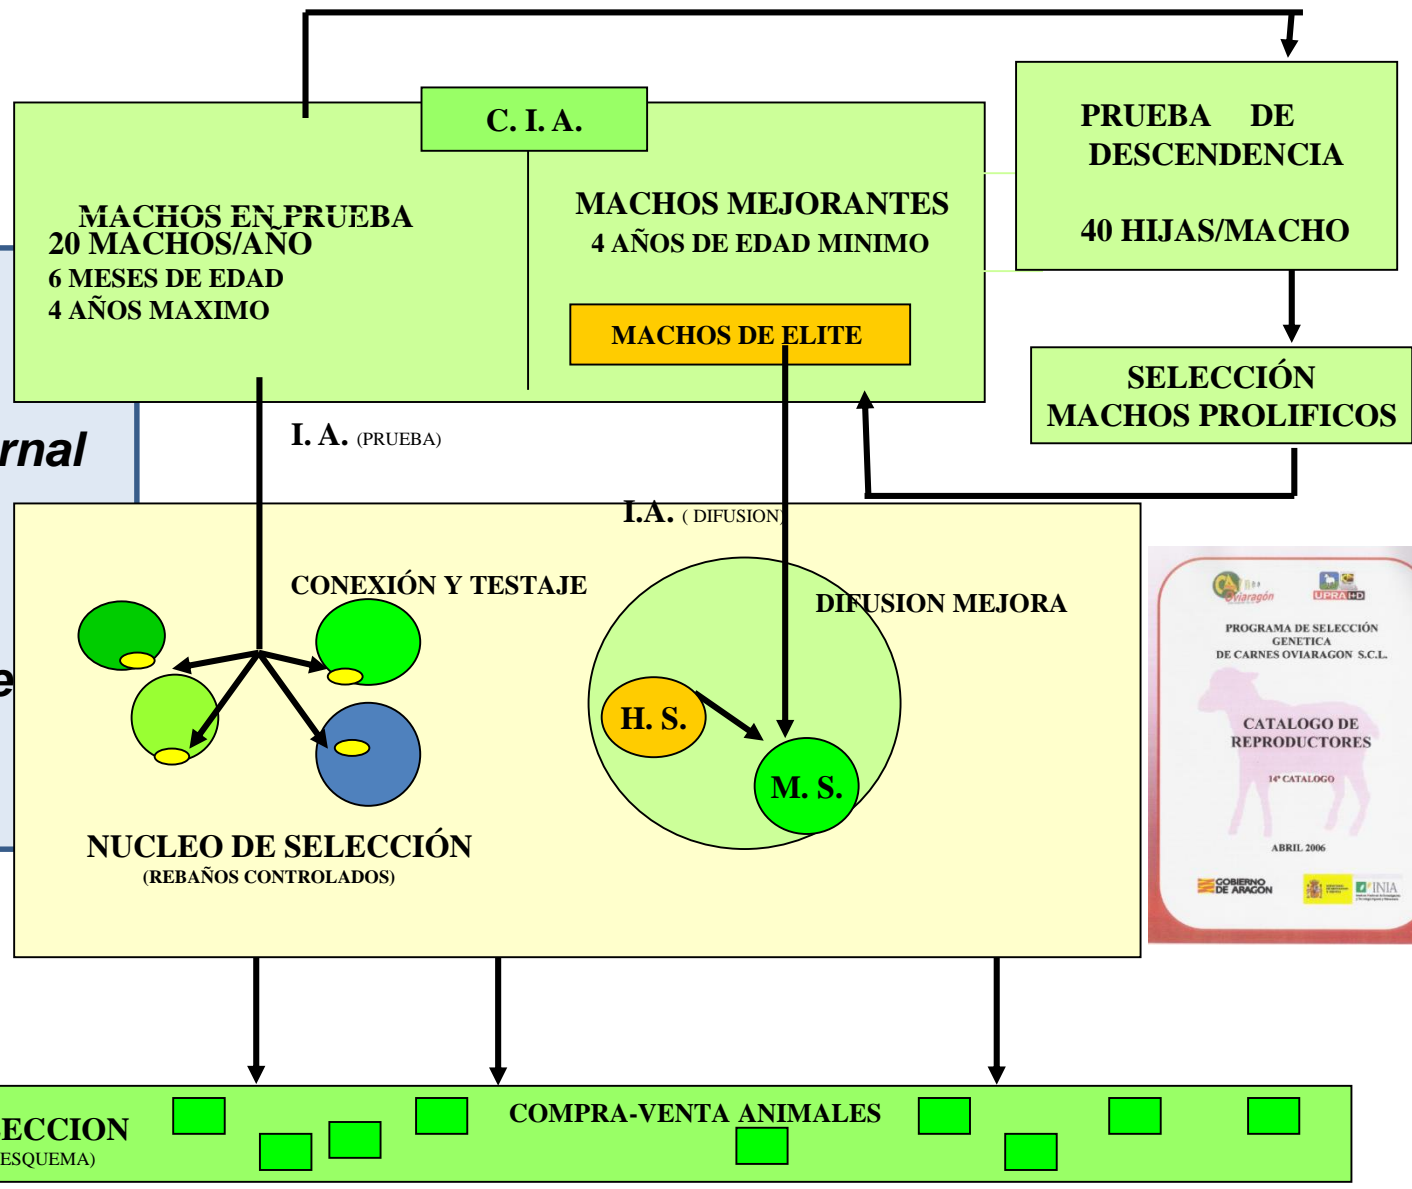 C. I. A.
MACHOS EN PRUEBA
20 MACHOS/AÑO
6 MESES DE EDAD
4 AÑOS MAXIMO
MACHOS MEJORANTES
4 AÑOS DE EDAD MINIMO
MACHOS DE ELITE
PRUEBA DE
DESCENDENCIA
40 HIJAS/MACHO
SELECCIÓN
MACHOS PROLIFICOS
rnal
I. A. (PRUEBA)
I.A. ( DIFUSION)
CONEXIÓN Y TESTAJE
DIFUSION MEJORA
e
H. S.
M. S.
NUCLEO DE SELECCIÓN
(REBAÑOS CONTROLADOS)
Oviaragón
UPRA
PROGRAMA DE SELECCIÓN
GENETICA
DE CARNES OVIARAGON S.C.L.
CATALOGO DE
REPRODUCTORES
14º CATALOGO
ABRIL 2006
GOBIERNO
DE ARAGON
INIA
COMPRA-VENTA ANIMALES
ECCION
ESQUEMA)